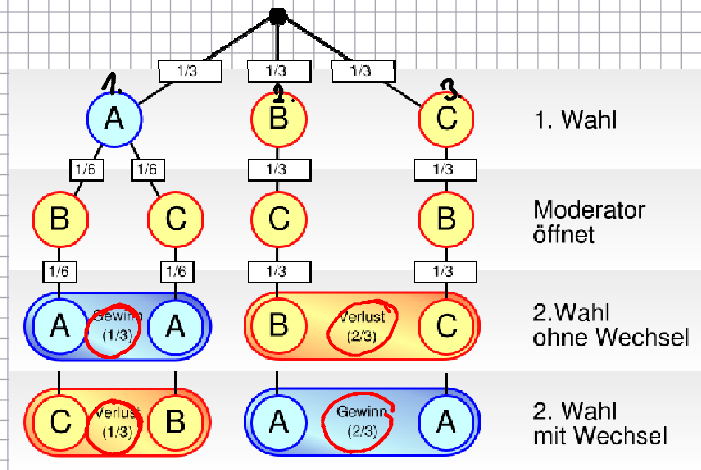 1/3 1/3 1/3
1. 2. 3.
A B C 1. Wahl
1/6 1/6 1/3 1/3
B C C B Moderator
öffnet
1/6 1/6 1/3 1/3
A Gewinn A B Verlust C 2.Wahl
(1/3) (2/3) ohne Wechsel
C Verlust B A Gewinn A 2. Wahl
(1/3) (2/3) mit Wechsel